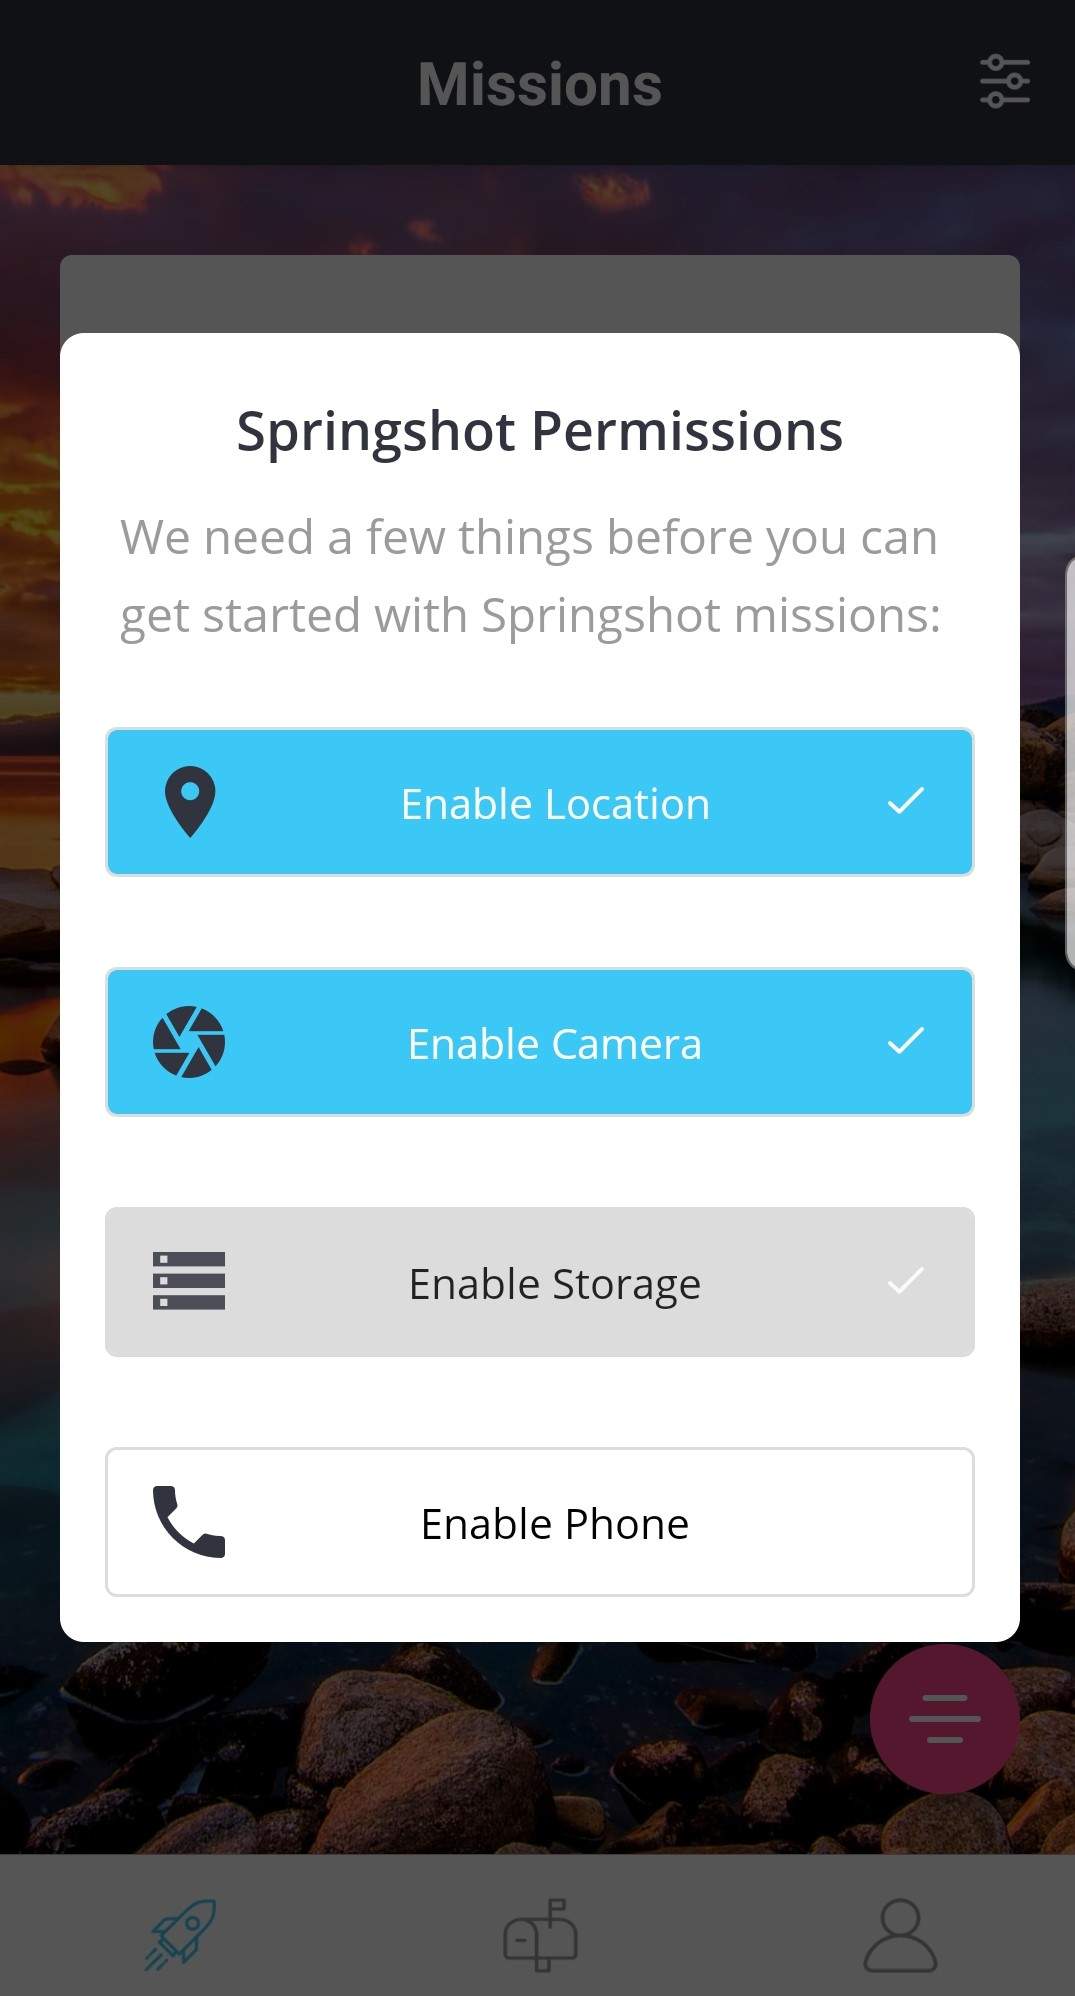 Missions
Springshot Permissions
We need a few things before you can
get started with Springshot missions:
Enable Location
Enable Camera
Enable Storage
Enable Phone